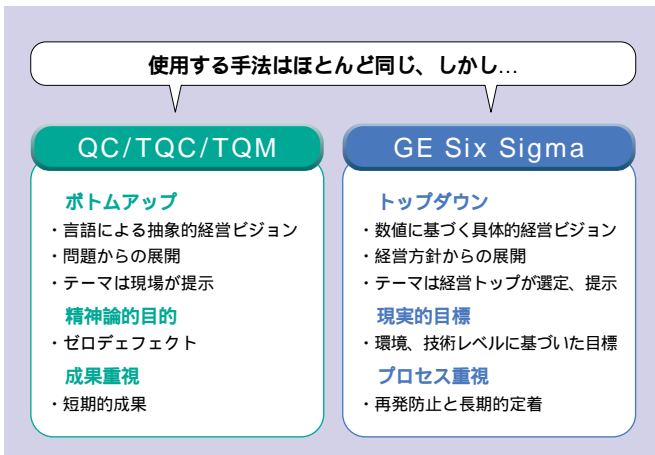 使用する手法はほとんど同じ、しかし…
QC/TQC/TQM
ボトムアップ
・言語による抽象的経営ビジョン
・問題からの展開
・テーマは現場が提示
精神論的目的
・ゼロデェフェクト
成果重視
・短期的成果
GE Six Sigma
トップダウン
・数値に基づく具体的経営ビジョン
・経営方針からの展開
・テーマは経営トップが選定、提示
現実的目標
・環境、技術レベルに基づいた目標
プロセス重視
・再発防止と長期的定着